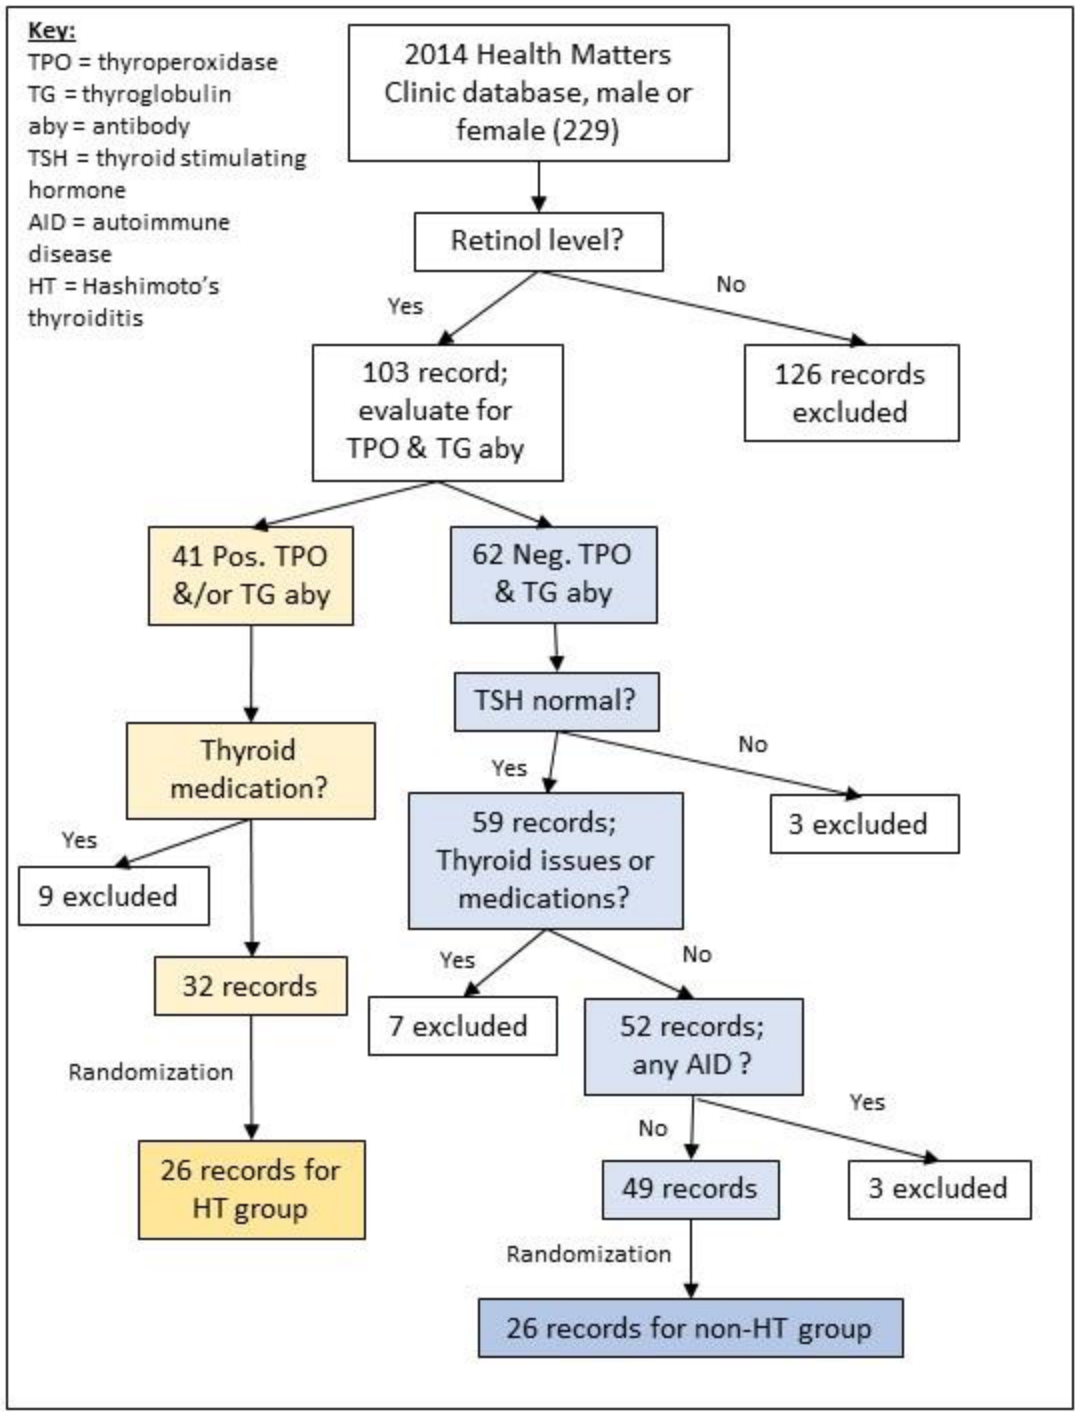 Key:
TPO = thyroperoxidase
TG = thyroglobulin
aby = antibody
TSH = thyroid stimulating
hormone
AID = autoimmune
disease
HT = Hashimoto's
thyroiditis
2014 Health Matters
Clinic database, male or
female (229)
Retinol level?
Yes
No
103 record;
evaluate for
TPO & TG aby
126 records
excluded
41 Pos. TPO
&/or TG aby
62 Neg. TPO
& TG aby
TSH normal?
Thyroid
medication?
Yes
No
Yes
9 excluded
59 records;
Thyroid issues or
medications?
3 excluded
32 records
Yes
No
7 excluded
52 records;
any AID ?
Randomization
No
Yes
26 records for
HT group
49 records
3 excluded
Randomization
26 records for non-HT group